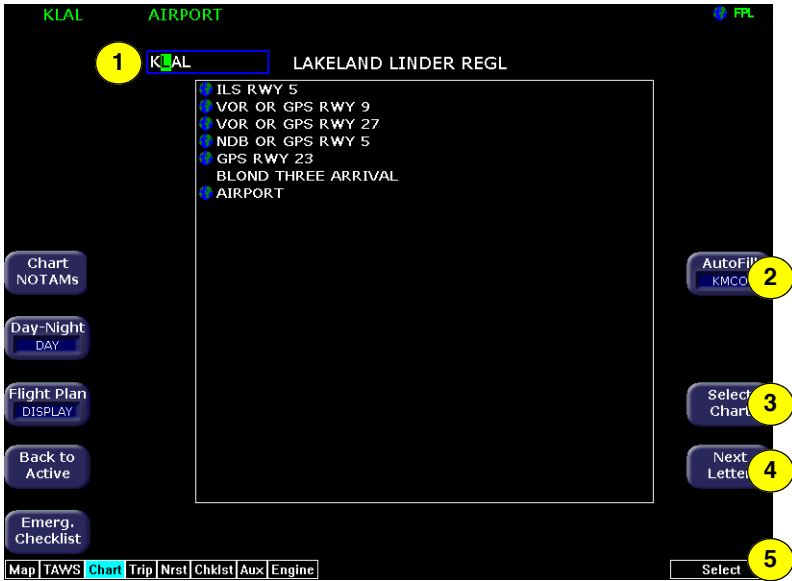 KLAL AIRPORT FPL
1 KLAL LAKELAND LINDER REGL
ILS RWY 5
VOR OR GPS RWY 9
VOR OR GPS RWY 27
NDB OR GPS RWY 5
GPS RWY 23
BLOND THREE ARRIVAL
AIRPORT
Chart
NOTAMs
Day-Night
DAY
Flight Plan
DISPLAY
Back to
Active
Emerg.
Checklist
AutoFill
KMCO
2
Select
Chart
3
Next
Letter
4
Map TAWS Chart Trip Nrst Chklst Aux Engine
Select
5